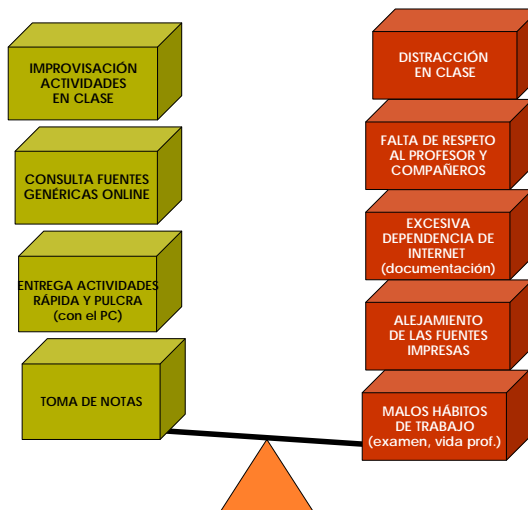 IMPROVISACIÓN
ACTIVIDADES
EN CLASE
CONSULTA FUENTES
GENÉRICAS ONLINE
ENTREGA ACTIVIDADES
RÁPIDA Y PULCRA
(con el PC)
TOMA DE NOTAS
DISTRACCIÓN
EN CLASE
FALTA DE RESPETO
AL PROFESOR Y
COMPAÑEROS
EXCESIVA
DEPENDENCIA DE
INTERNET
(documentación)
ALEJAMIENTO
DE LAS FUENTES
IMPRESAS
MALOS HÁBITOS
DE TRABAJO
(examen, vida prof.)